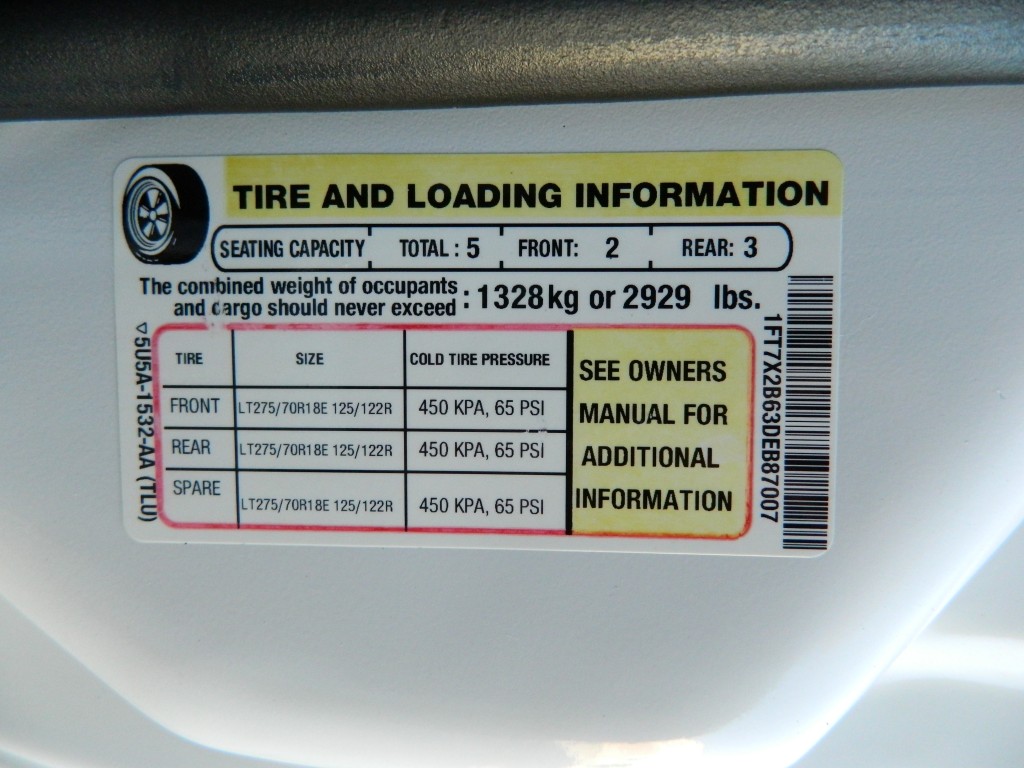 TIRE AND LOADING INFORMATION
SEATING CAPACITY TOTAL : 5 FRONT: 2 REAR: 3
The combined weight of occupants
and cargo should never exceed : 1328kg or 2929 lbs.
TIRE SIZE COLD TIRE PRESSURE
FRONT LT275/70R18E 125/122R 450 KPA, 65 PSI
REAR LT275/70R18E 125/122R 450 KPA, 65 PSI
SPARE LT275/70R18E 125/122R 450 KPA, 65 PSI
SEE OWNERS
MANUAL FOR
ADDITIONAL
INFORMATION
▽5U5A-1532-AA (TLU)
1FT7X2B63DEB87007